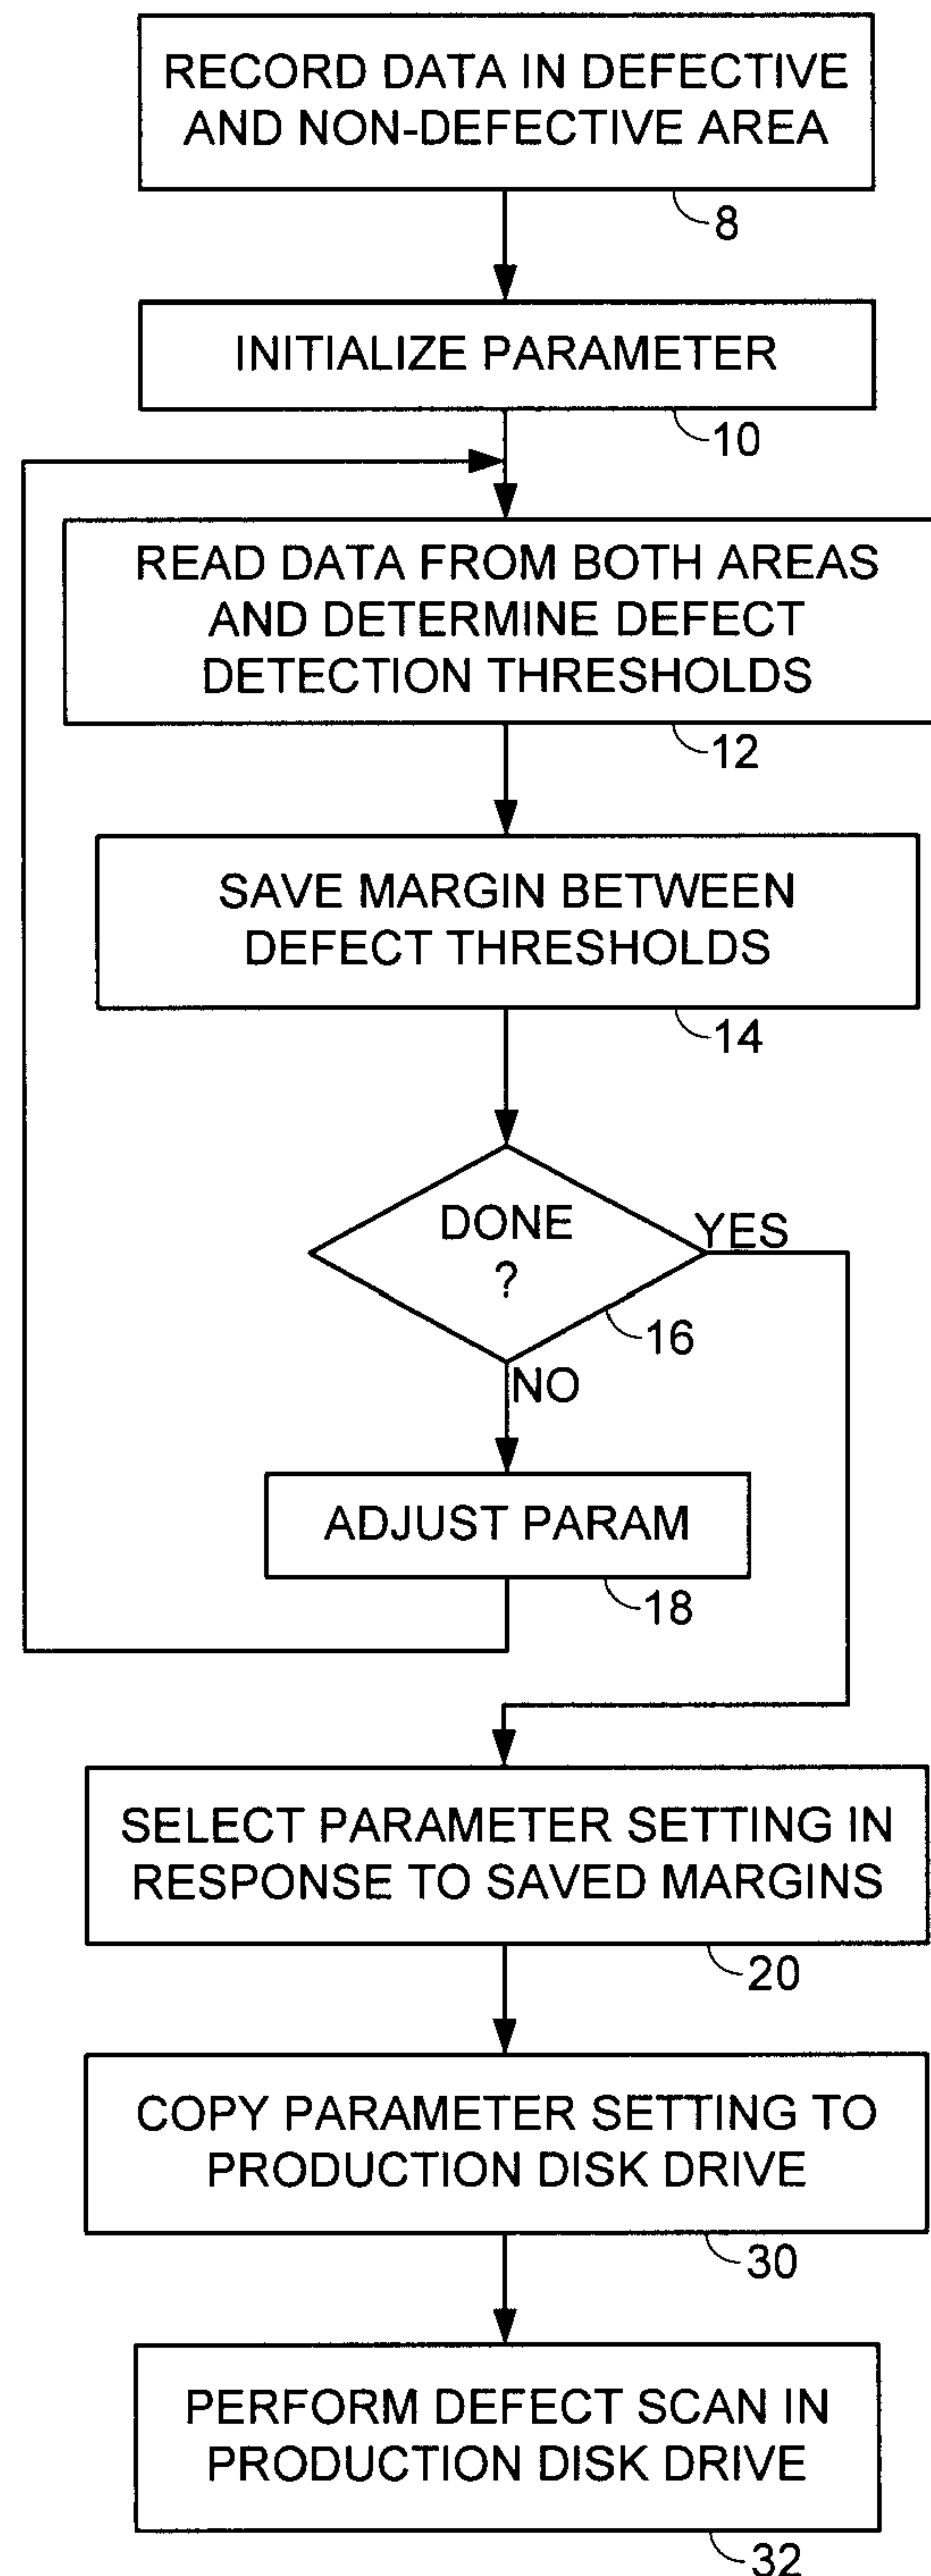 RECORD DATA IN DEFECTIVE
AND NON-DEFECTIVE AREA
8
INITIALIZE PARAMETER
10
READ DATA FROM BOTH AREAS
AND DETERMINE DEFECT
DETECTION THRESHOLDS
12
SAVE MARGIN BETWEEN
DEFECT THRESHOLDS
14
DONE
?
YES
16
NO
ADJUST PARAM
18
SELECT PARAMETER SETTING IN
RESPONSE TO SAVED MARGINS
20
COPY PARAMETER SETTING TO
PRODUCTION DISK DRIVE
30
PERFORM DEFECT SCAN IN
PRODUCTION DISK DRIVE
32